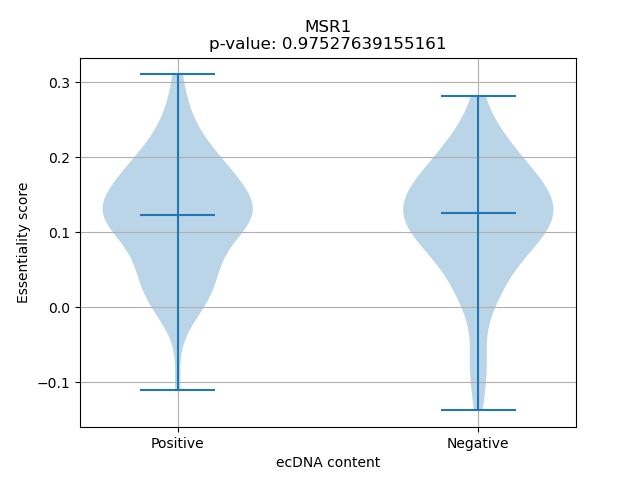 MSR1
p-value: 0.97527639155161
Essentiality score
0.3
0.2
0.1
0.0
−0.1
Positive
Negative
ecDNA content